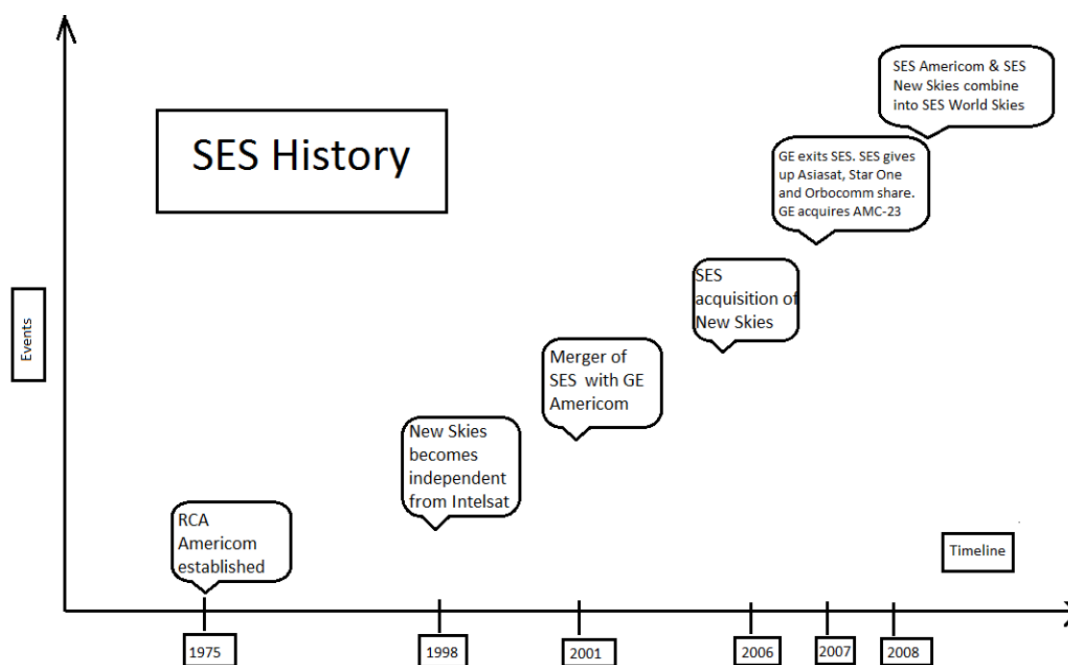 SES History
SES Americom & SES
New Skies combine
into SES World Skies
GE exits SES. SES gives
up Asiasat, Star One
and Orbocomm share.
GE acquires AMC-23
SES
acquisition of
New Skies
Events
Merger of
SES with GE
Americom
New Skies
becomes
independent
from Intelsat
RCA
Americom
established
Timeline
1975
1998
2001
2006
2007
2008